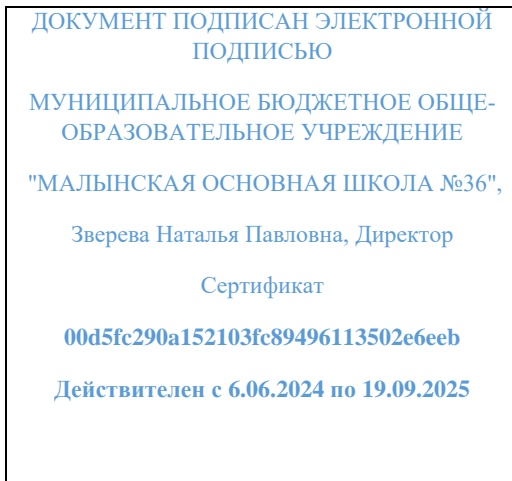 ДОКУМЕНТ ПОДПИСАН ЭЛЕКТРОННОЙ
ПОДПИСЬЮ
МУНИЦИПАЛЬНОЕ БЮДЖЕТНОЕ ОБЩЕ-
ОБРАЗОВАТЕЛЬНОЕ УЧРЕЖДЕНИЕ
"МАЛЫНСКАЯ ОСНОВНАЯ ШКОЛА №36",
Зверева Наталья Павловна, Директор
Сертификат
00d5fc290a152103fc89496113502e6eeb
Действителен с 6.06.2024 по 19.09.2025